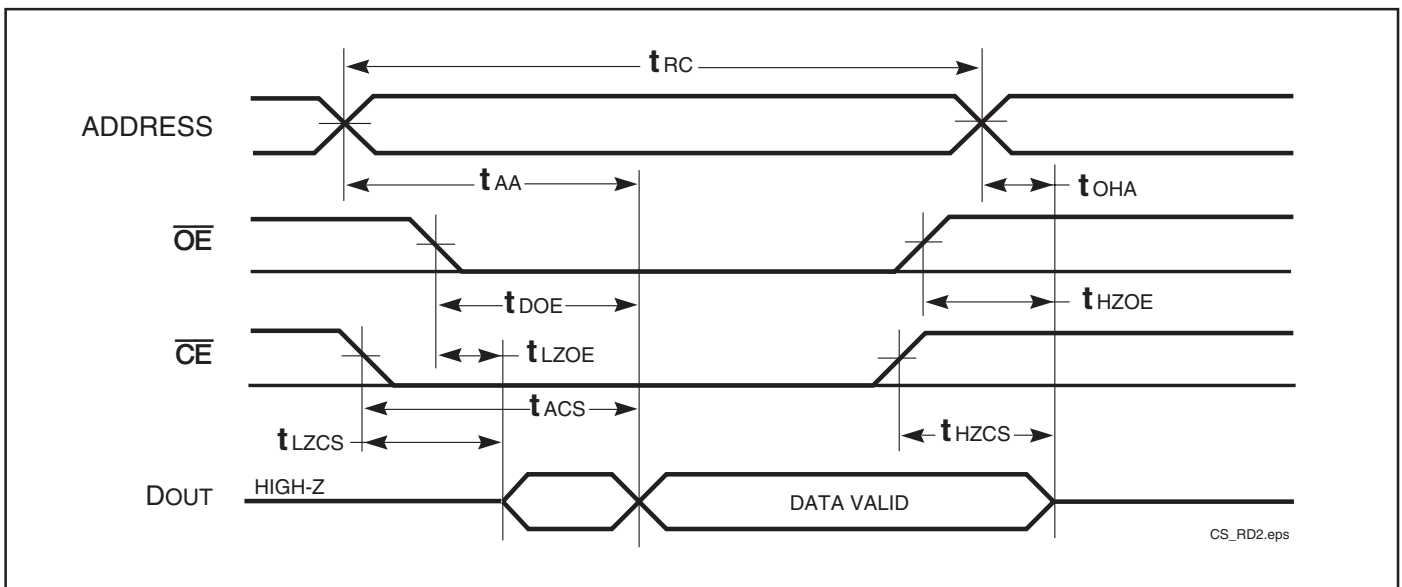 tRC
ADDRESS
tAA
tOHA
OE
tDOE
tHZOE
CE
tLZOE
tACS
tLZCS
tHZCS
DOUT
HIGH-Z
DATA VALID
CS_RD2.eps